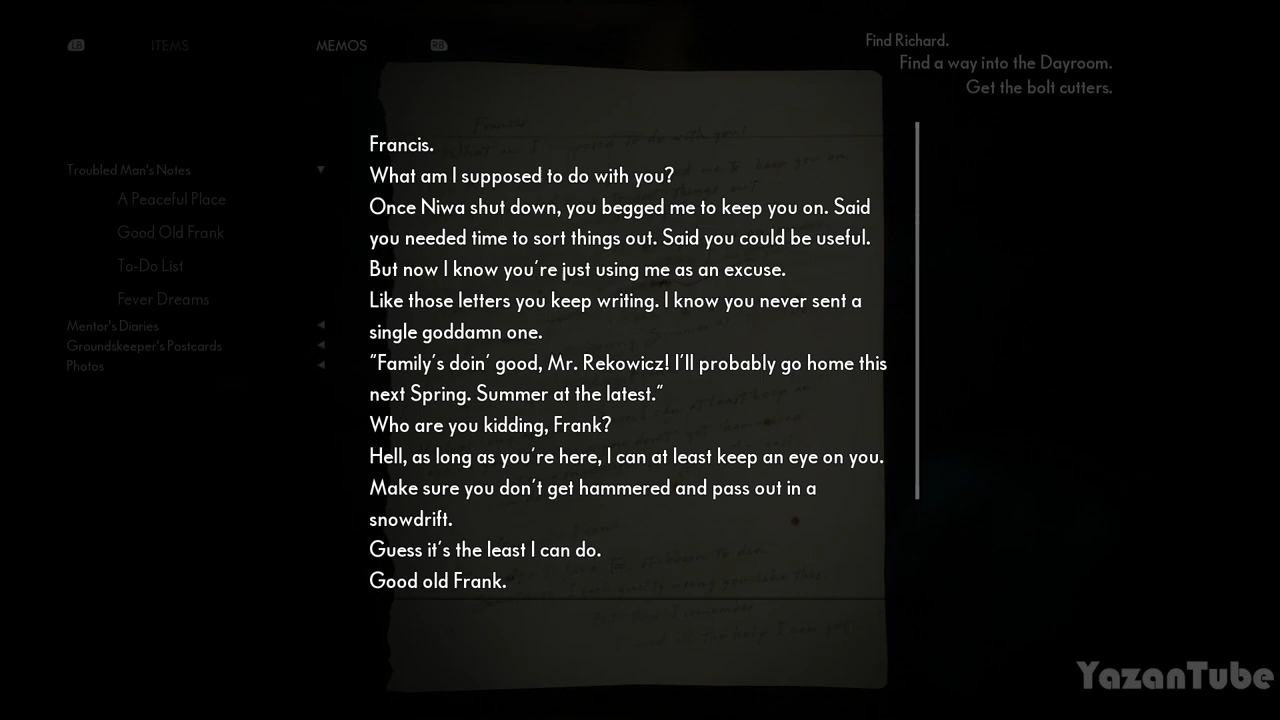 LB
ITEMS
MEMOS
RB
Find Richard.
Find a way into the Dayroom.
Get the bolt cutters.
Troubled Man's Notes
A Peaceful Place
Good Old Frank
To-Do List
Fever Dreams
Mentor's Diaries
Groundskeeper's Postcards
Photos
Francis.
What am I supposed to do with you?
Once Niwa shut down, you begged me to keep you on. Said
you needed time to sort things out. Said you could be useful.
But now I know you're just using me as an excuse.
Like those letters you keep writing. I know you never sent a
single goddamn one.
"Family's doin' good, Mr. Rekowicz! I'll probably go home this
next Spring. Summer at the latest."
Who are you kidding, Frank?
Hell, as long as you're here, I can at least keep an eye on you.
Make sure you don't get hammered and pass out in a
snowdrift.
Guess it's the least I can do.
Good old Frank.
YazanTube